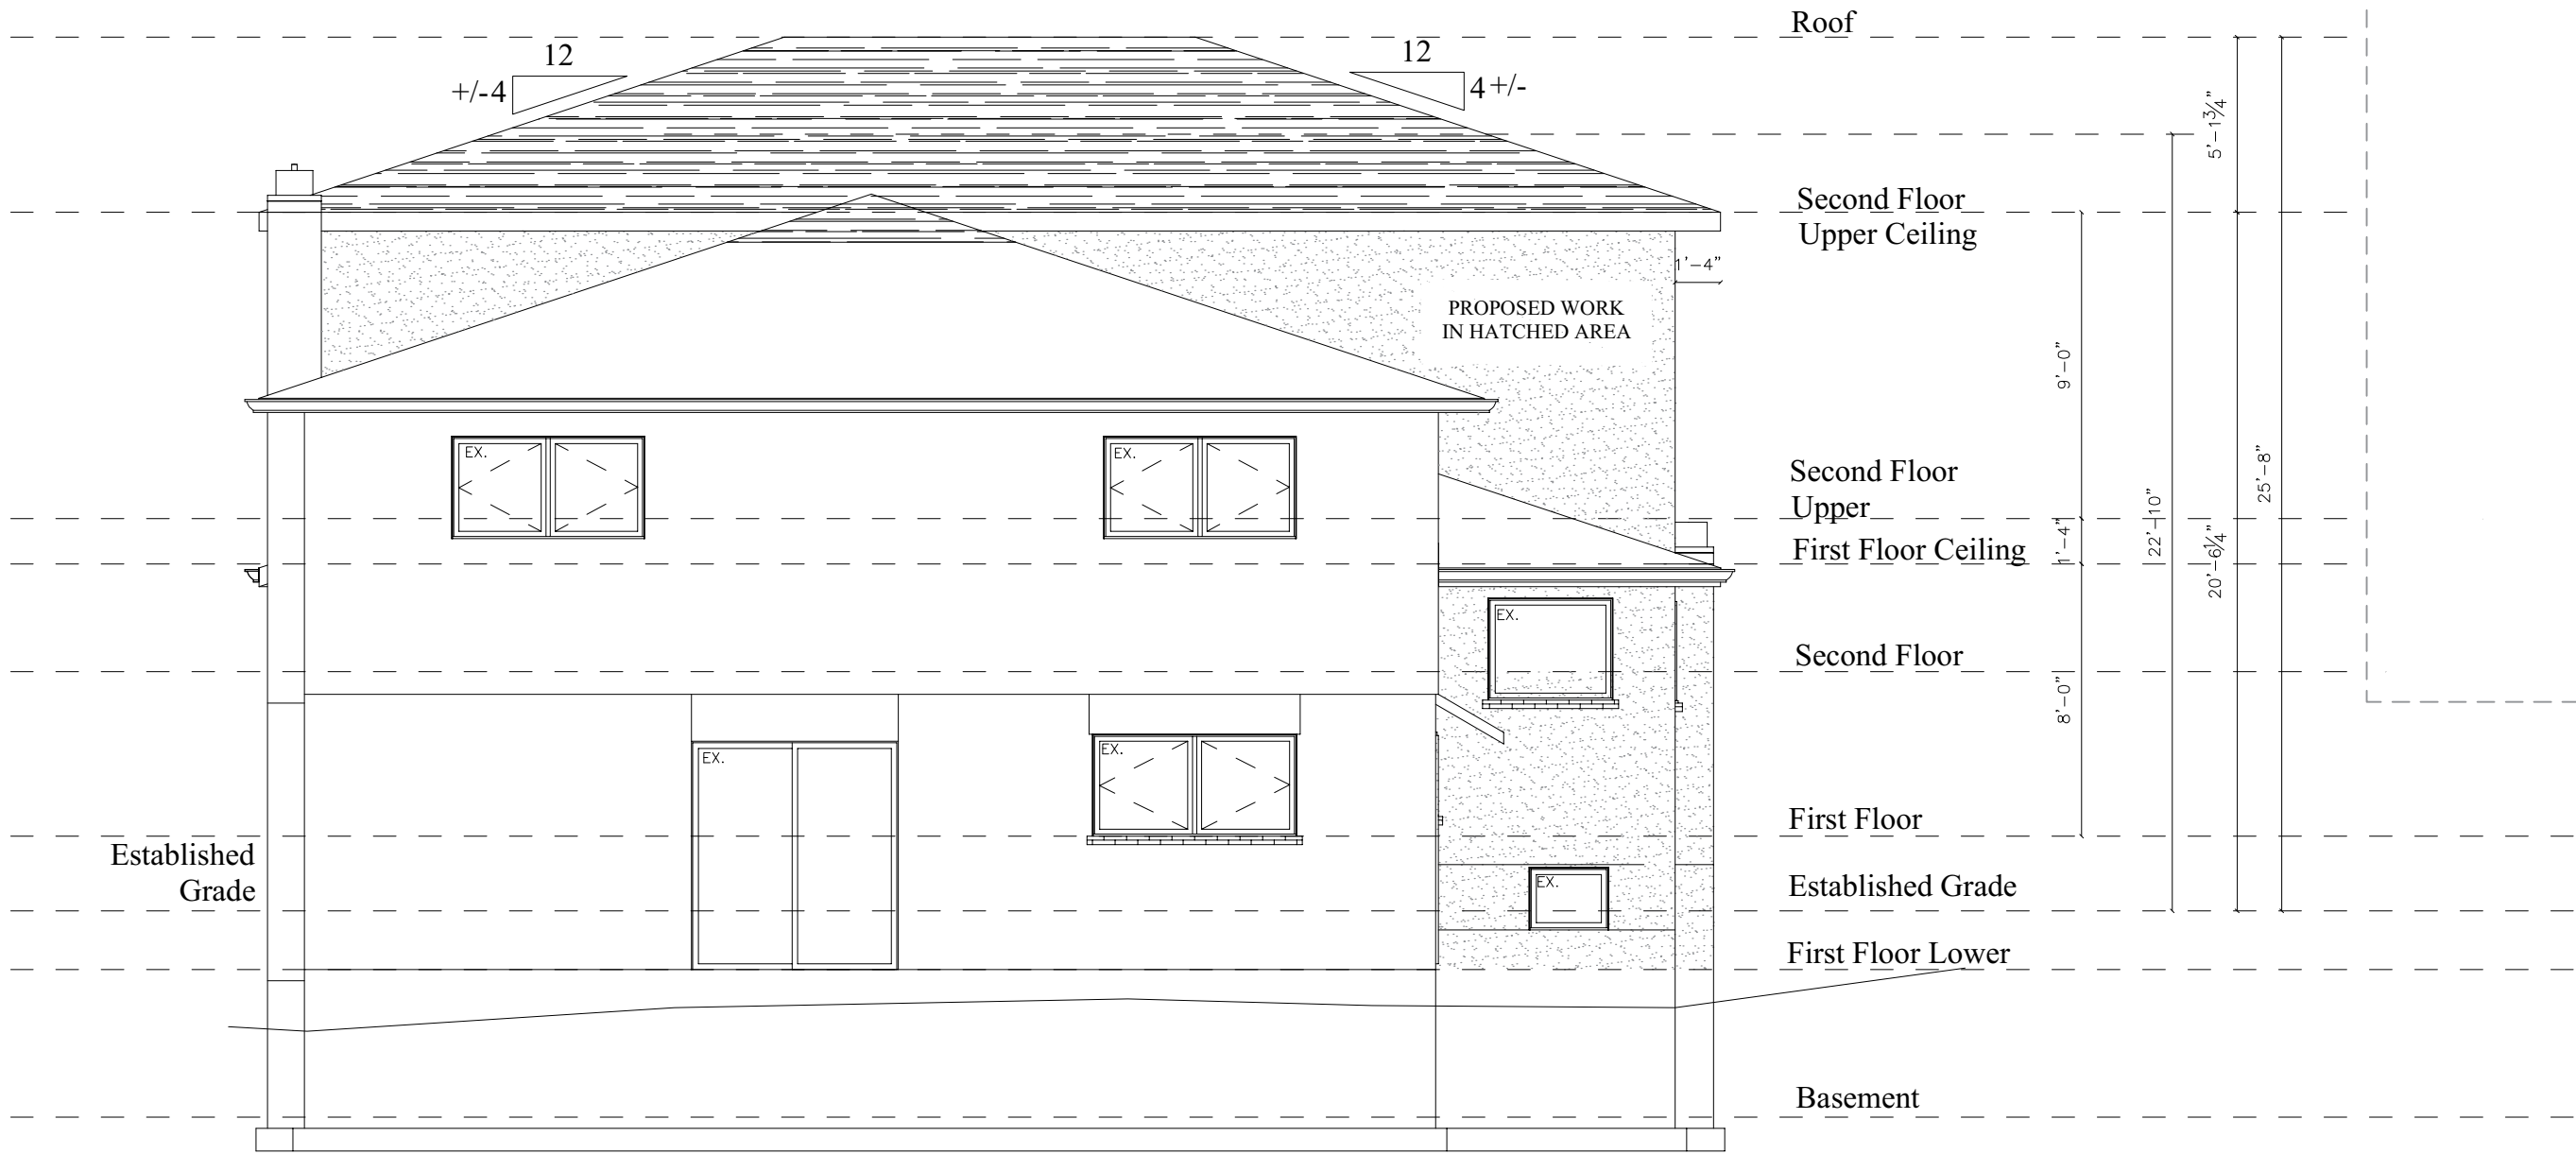 Roof
12
+/-4
12
4 +/-
5'-1¾"
Second Floor
Upper Ceiling
1'-4"
PROPOSED WORK
IN HATCHED AREA
9'-0"
EX.
EX.
Second Floor
Upper
25'-8"
22'-10"
1'-4"
20'-6¼"
First Floor Ceiling
EX.
Second Floor
8'-0"
EX.
EX.
First Floor
Established
Grade
EX.
Established Grade
First Floor Lower
Basement